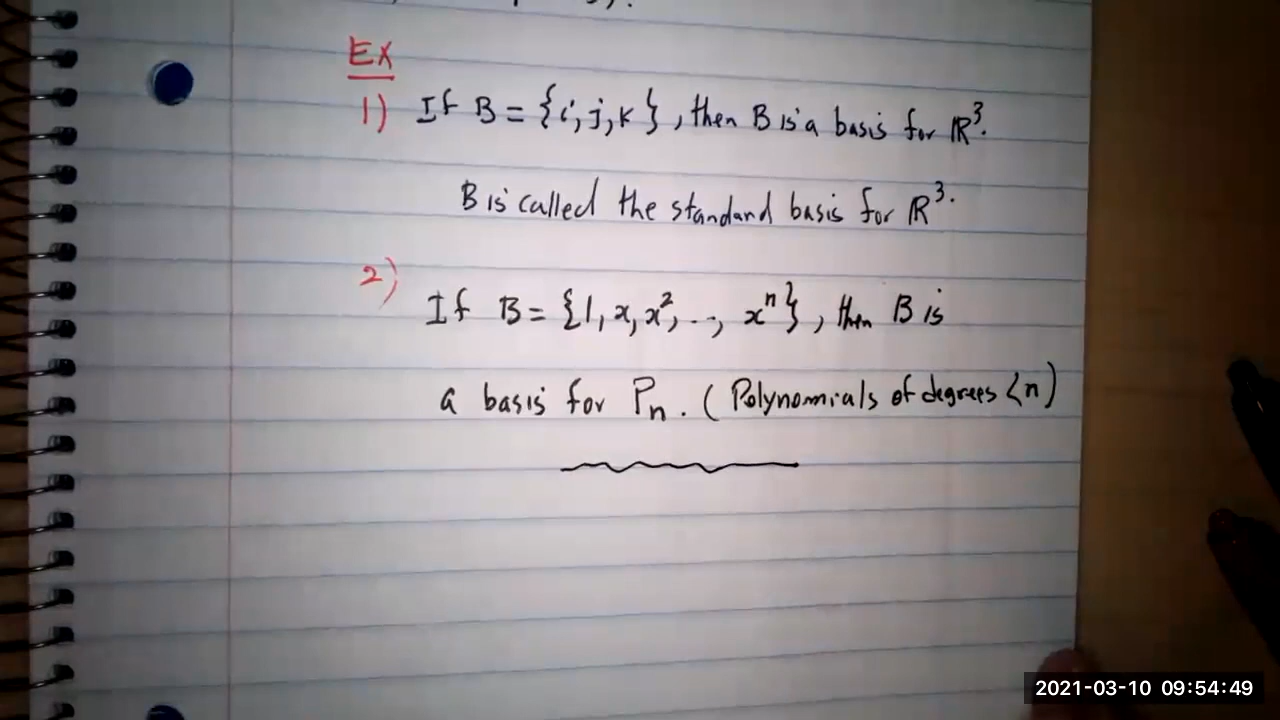 EX
1) If B = {i, j, k}, then B is a basis for ℝ³.
B is called the standard basis for ℝ³.
2) If B = {1, x, x², .., xⁿ}, then B is
a basis for Pₙ. (Polynomials of degrees <n)
2021-03-10 09:54:49